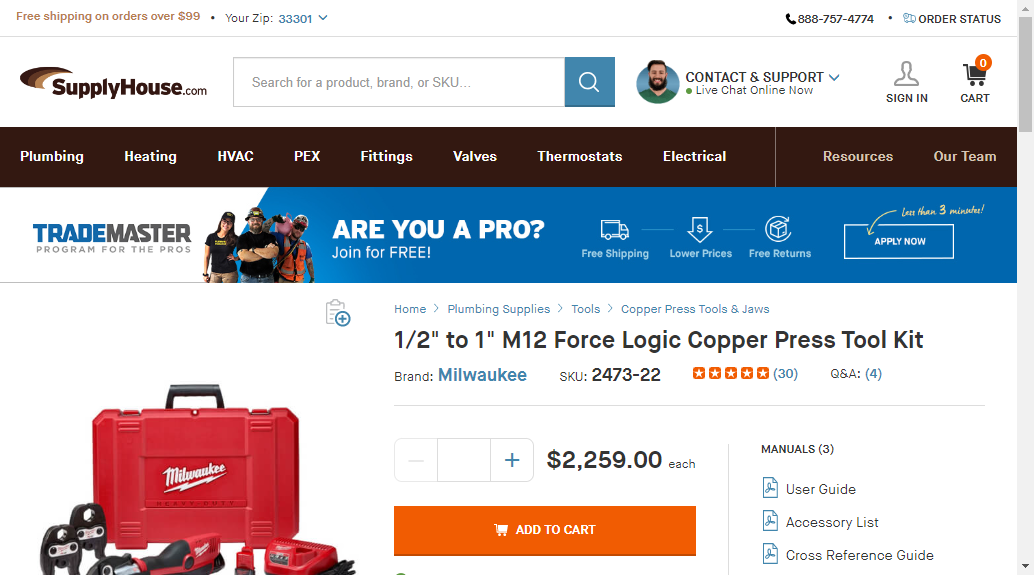 Free shipping on orders over $99 • Your Zip: 33301
888-757-4774 • ORDER STATUS
SupplyHouse.com
Search for a product, brand, or SKU...
CONTACT & SUPPORT
Live Chat Online Now
SIGN IN
0
CART
Plumbing Heating HVAC PEX Fittings Valves Thermostats Electrical Resources Our Team
TRADEMASTER
PROGRAM FOR THE PROS
ARE YOU A PRO?
Join for FREE!
Free Shipping
$
Lower Prices
Free Returns
less than 3 minutes!
APPLY NOW
Home > Plumbing Supplies > Tools > Copper Press Tools & Jaws
1/2" to 1" M12 Force Logic Copper Press Tool Kit
Brand: Milwaukee SKU: 2473-22 (30) Q&A: (4)
Milwaukee
HEAVY DUTY
Milwaukee
$2,259.00 each
ADD TO CART
MANUALS (3)
User Guide
Accessory List
Cross Reference Guide